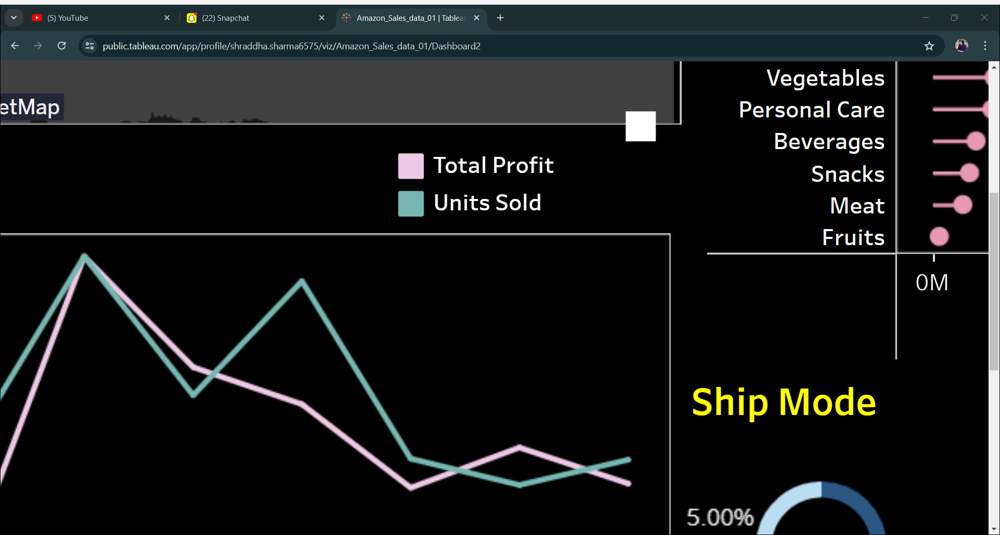 (5) YouTube
(22) Snapchat
Amazon_Sales_data_01 | Tablea
public.tableau.com/app/profile/shraddha.sharma6575/viz/Amazon_Sales_data_01/Dashboard2
etMap
Total Profit
Units Sold
Vegetables
Personal Care
Beverages
Snacks
Meat
Fruits
0M
Ship Mode
5.00%